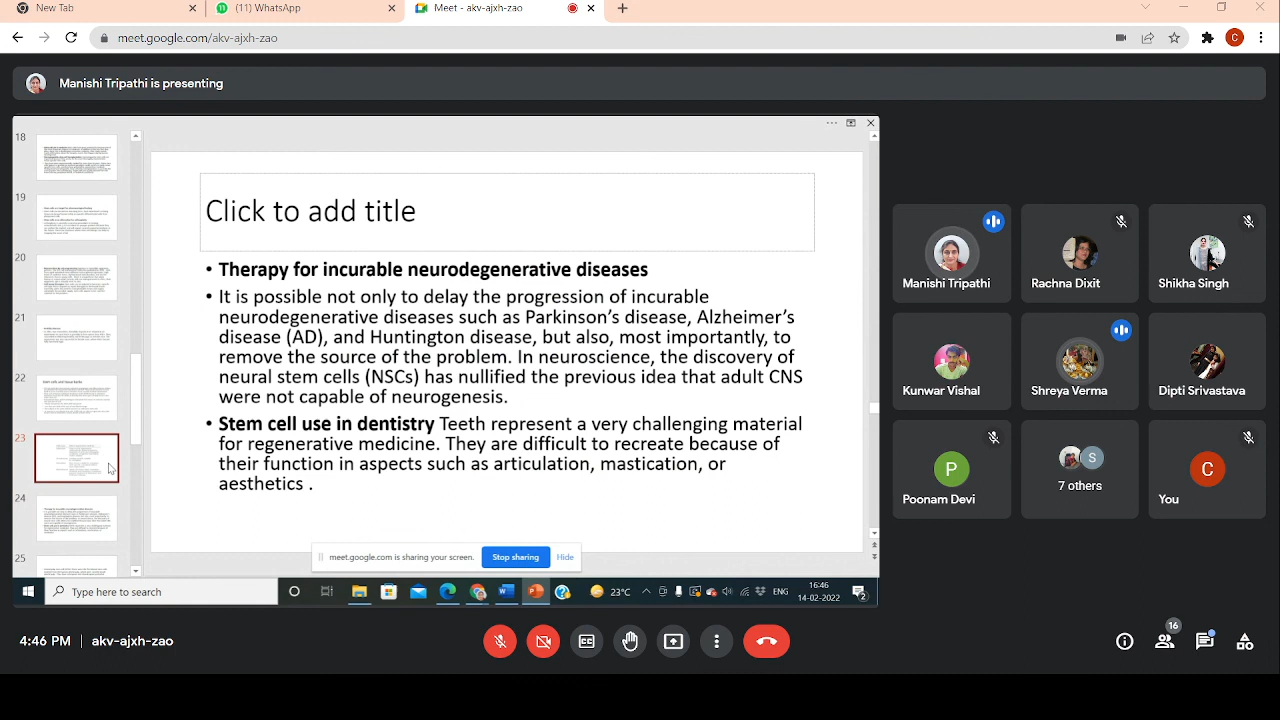 New Tab
(11) WhatsApp
Meet - akv-ajxh-zao
meet.google.com/akv-ajxh-zao
C
Manishi Tripathi is presenting
18
19
20
21
22
23
24
25
Click to add title
• Therapy for incurable neurodegenerative diseases
• It is possible not only to delay the progression of incurable
neurodegenerative diseases such as Parkinson's disease, Alzheimer's
disease (AD), and Huntington disease, but also, most importantly, to
remove the source of the problem. In neuroscience, the discovery of
neural stem cells (NSCs) has nullified the previous idea that adult CNS
were not capable of neurogenesis.
• Stem cell use in dentistry Teeth represent a very challenging material
for regenerative medicine. They are difficult to recreate because of
their function in aspects such as articulation, mastication, or
aesthetics .
meet.google.com is sharing your screen.
Stop sharing
Hide
Type here to search
23°C
ENG
16:46
14-02-2022
2
Manishi Tripathi
Rachna Dixit
Shikha Singh
Kunwar Vishal
Shreya Verma
Dipti Srivastava
P
Poonam Devi
S
7 others
C
You
4:46 PM
akv-ajxh-zao
16